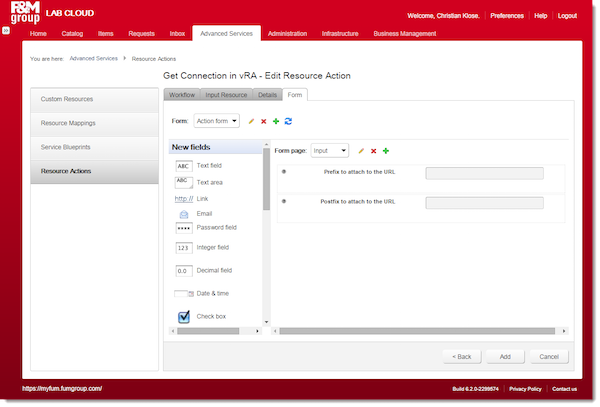 F&M
group
LAB CLOUD
Welcome, Christian Klose. Preferences Help Logout
Home Catalog Items Requests Inbox Advanced Services Administration Infrastructure Business Management
You are here: Advanced Services Resource Actions
Get Connection in vRA - Edit Resource Action
Custom Resources
Resource Mappings
Service Blueprints
Resource Actions
Workflow Input Resource Details Form
Form: Action form
New fields
ABC Text field
ABC Text area
http:// Link
Email
Password field
123 Integer field
0.0 Decimal field
Date & time
Check box
Form page: Input
Prefix to attach to the URL
Postfix to attach to the URL
< Back Add Cancel
https://myfum.fumgroup.com/
Build 6.2.0-2299574 Privacy Policy Contact us